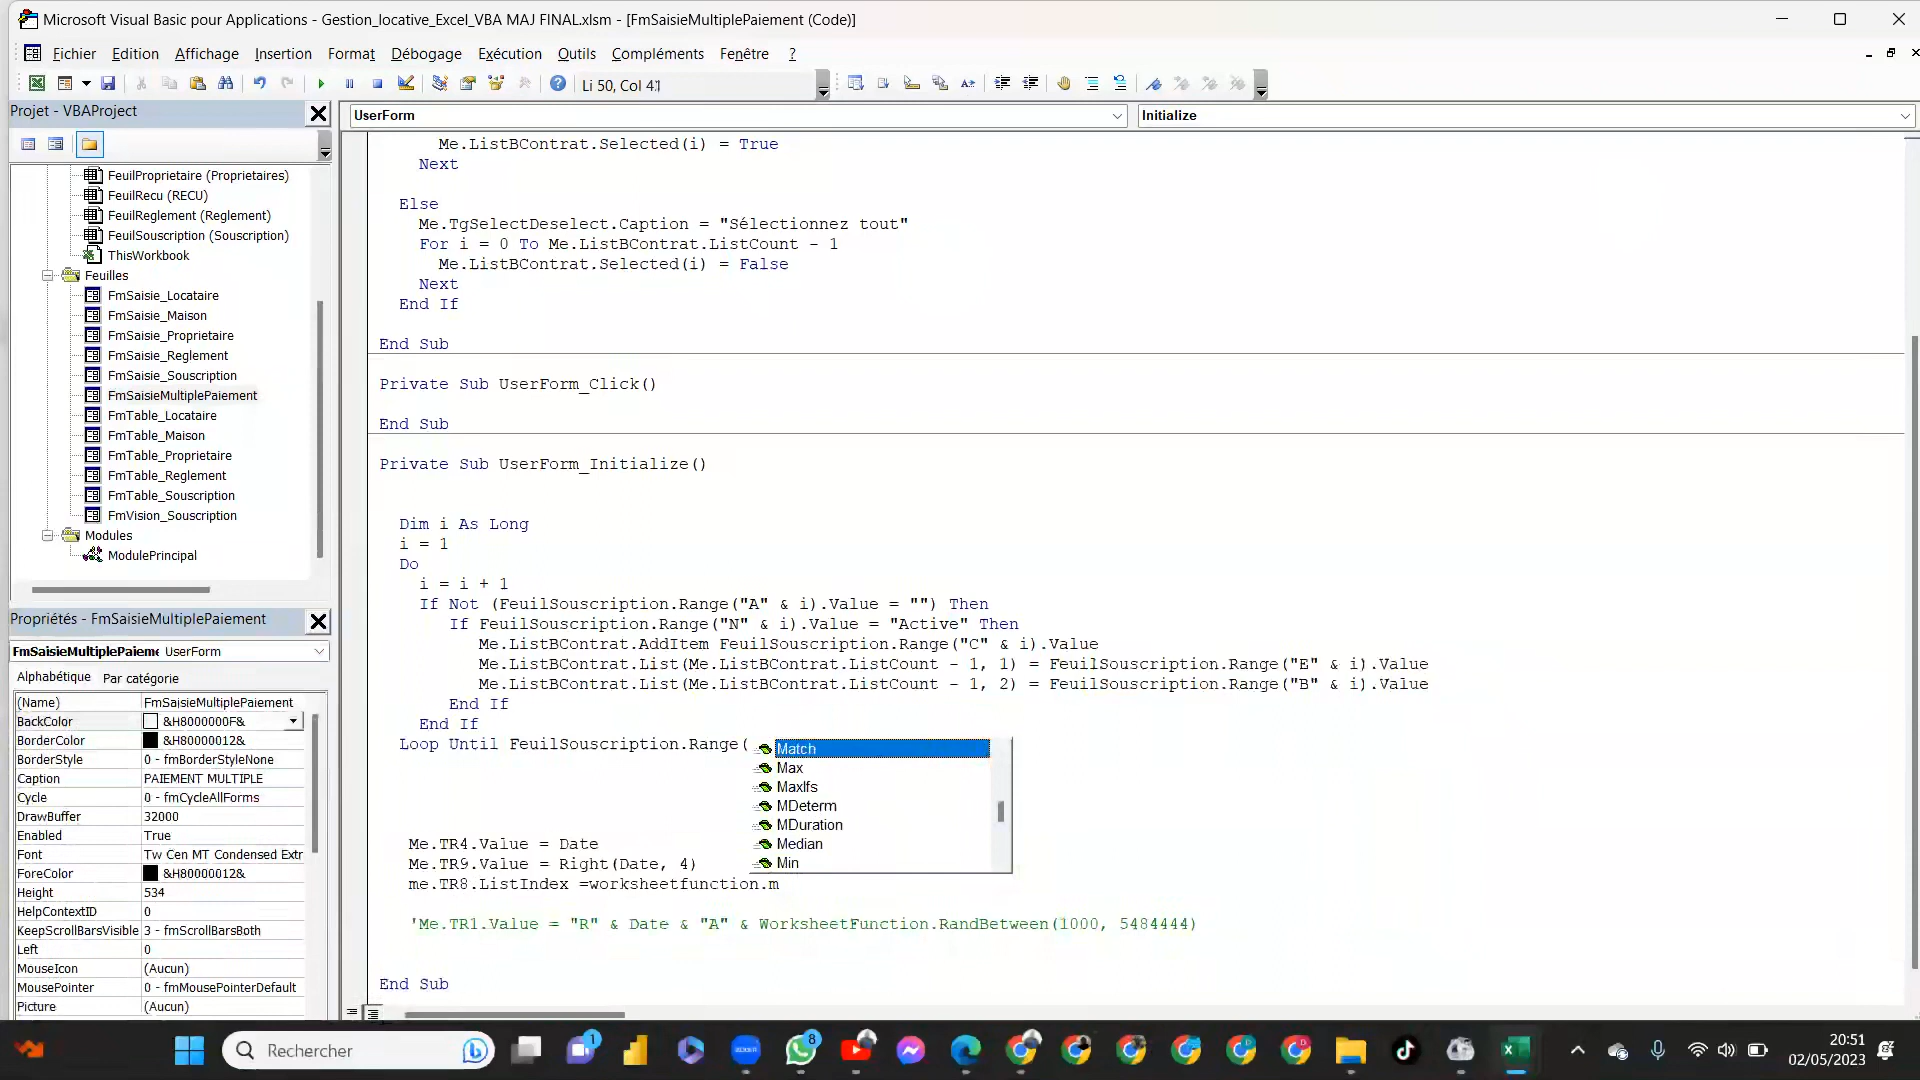 Microsoft Visual Basic pour Applications - Gestion_locative_Excel_VBA MAJ FINAL.xlsm - [FmSaisieMultiplePaiement (Code)]
Fichier Edition Affichage Insertion Format Débogage Exécution Outils Compléments Fenêtre ?
Li 50, Col 41
Projet - VBAProject
FeuilProprietaire (Proprietaires)
FeuilRecu (RECU)
FeuilReglement (Reglement)
FeuilSouscription (Souscription)
ThisWorkbook
Feuilles
FmSaisie_Locataire
FmSaisie_Maison
FmSaisie_Proprietaire
FmSaisie_Reglement
FmSaisie_Souscription
FmSaisieMultiplePaiement
FmTable_Locataire
FmTable_Maison
FmTable_Proprietaire
FmTable_Reglement
FmTable_Souscription
FmVision_Souscription
Modules
ModulePrincipal
Propriétés - FmSaisieMultiplePaiement
FmSaisieMultiplePaieme UserForm
Alphabétique Par catégorie
(Name) FmSaisieMultiplePaiement
BackColor &H8000000F&
BorderColor &H80000012&
BorderStyle 0 - fmBorderStyleNone
Caption PAIEMENT MULTIPLE
Cycle 0 - fmCycleAllForms
DrawBuffer 32000
Enabled True
Font Tw Cen MT Condensed Extr
ForeColor &H80000012&
Height 534
HelpContextID 0
KeepScrollBarsVisible 3 - fmScrollBarsBoth
Left 0
MouseIcon (Aucun)
MousePointer 0 - fmMousePointerDefault
Picture (Aucun)
UserForm Initialize
Me.ListBContrat.Selected(i) = True
Next
Else
Me.TgSelectDeselect.Caption = "Sélectionnez tout"
For i = 0 To Me.ListBContrat.ListCount - 1
Me.ListBContrat.Selected(i) = False
Next
End If
End Sub
Private Sub UserForm_Click()
End Sub
Private Sub UserForm_Initialize()
Dim i As Long
i = 1
Do
i = i + 1
If Not (FeuilSouscription.Range("A" & i).Value = "") Then
If FeuilSouscription.Range("N" & i).Value = "Active" Then
Me.ListBContrat.AddItem FeuilSouscription.Range("C" & i).Value
Me.ListBContrat.List(Me.ListBContrat.ListCount - 1, 1) = FeuilSouscription.Range("E" & i).Value
Me.ListBContrat.List(Me.ListBContrat.ListCount - 1, 2) = FeuilSouscription.Range("B" & i).Value
End If
End If
Loop Until FeuilSouscription.Range(
Match
Max
MaxIfs
MDeterm
MDuration
Median
Min
Me.TR4.Value = Date
Me.TR9.Value = Right(Date, 4)
me.TR8.ListIndex =worksheetfunction.m
'Me.TR1.Value = "R" & Date & "A" & WorksheetFunction.RandBetween(1000, 5484444)
End Sub
Rechercher
1
8
20:51
02/05/2023